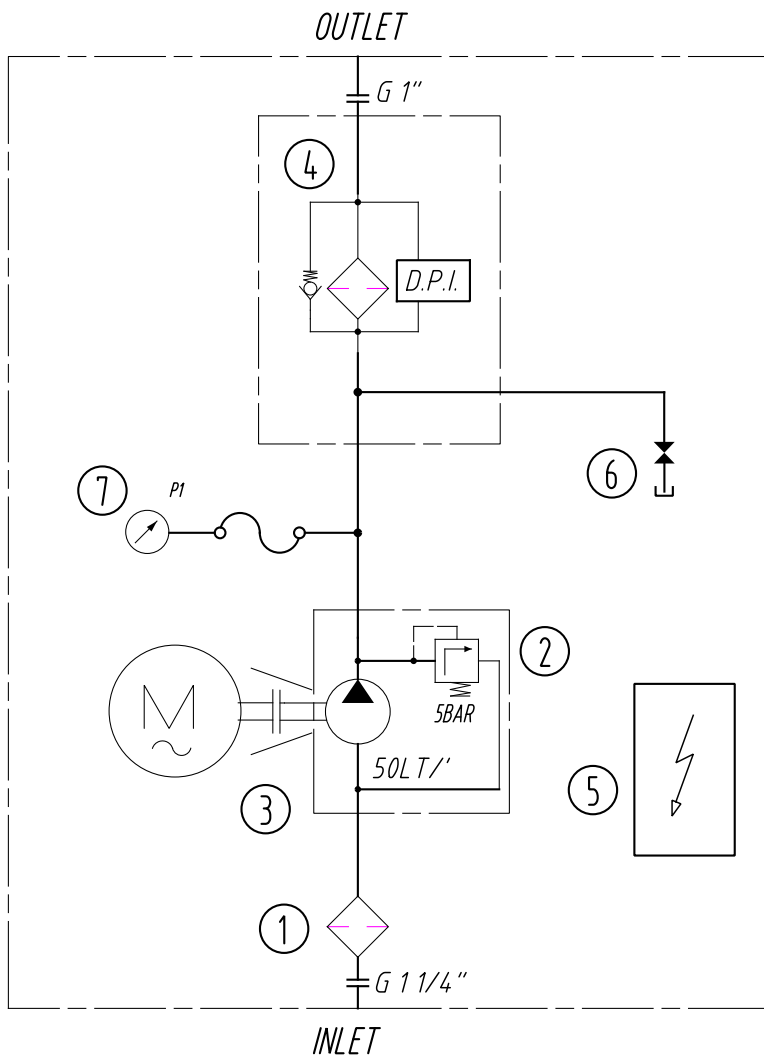 OUTLET
G 1"
4
D.P.I.
6
7
P1
2
M
5BAR
50LT/'
5
3
1
G 1 1/4"
INLET